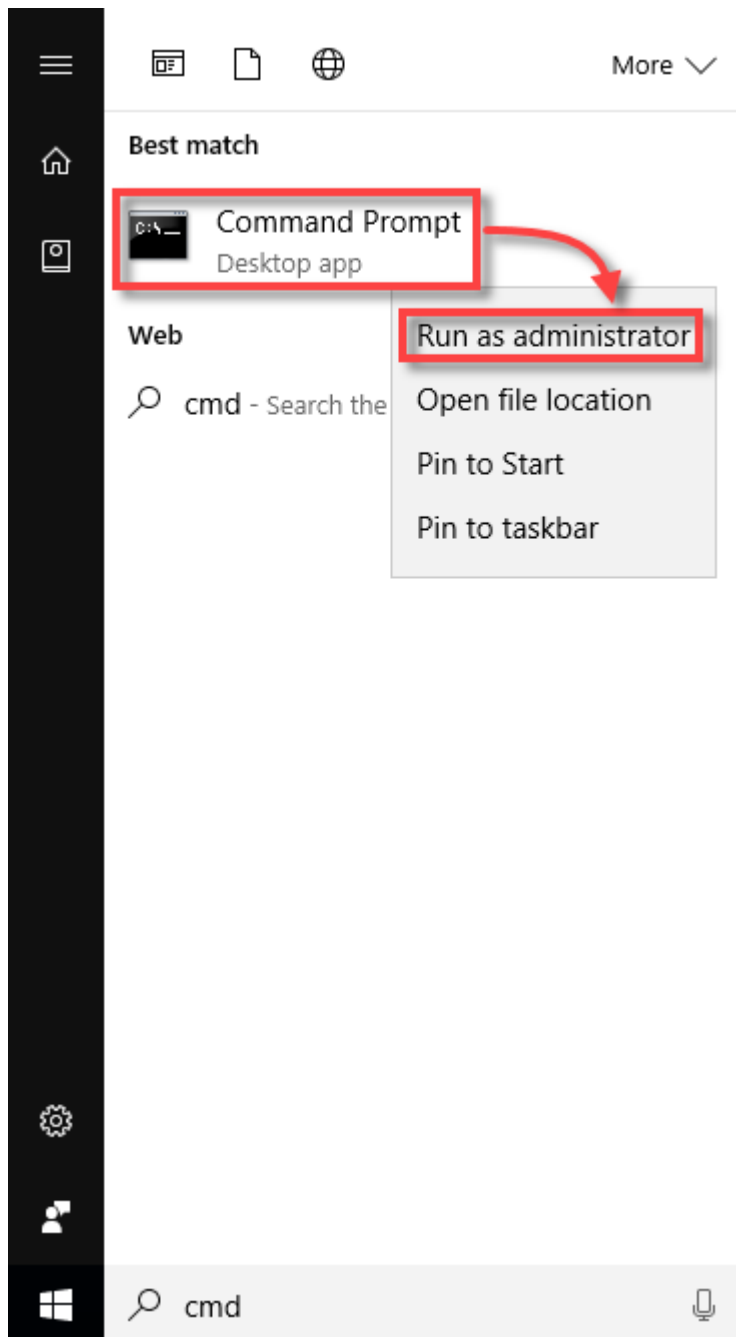 More
Best match
C:\_
Command Prompt
Desktop app
Run as administrator
Web
cmd - Search the
Open file location
Pin to Start
Pin to taskbar
cmd